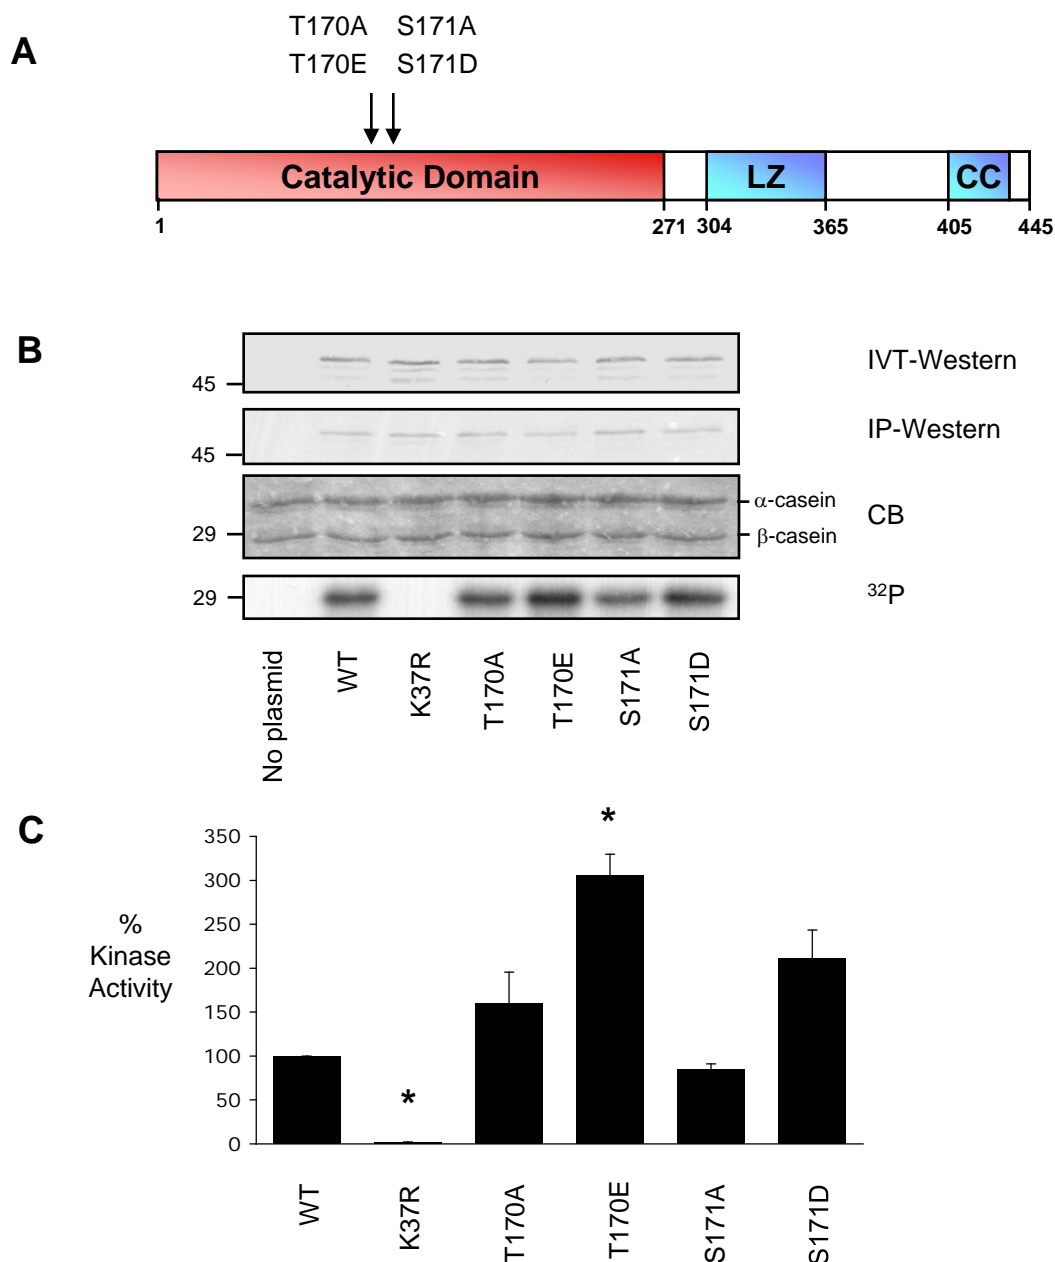 A
T170A S171A
T170E S171D
Catalytic Domain LZ CC
1 271 304 365 405 445
B
IVT-Western
45
IP-Western
45
α-casein
CB
29 β-casein
29 ³²P
No plasmid WT K37R T170A T170E S171A S171D
C
% Kinase Activity
350
300
250
200
150
100
50
0
* *
WT K37R T170A T170E S171A S171D